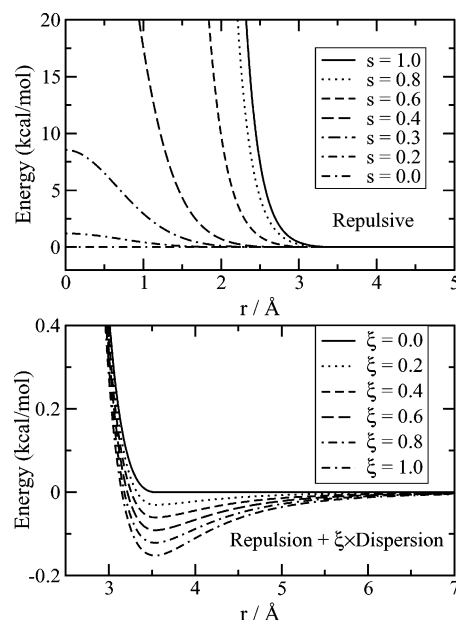 20
15
10
5
0
Energy (kcal/mol)
s = 1.0
s = 0.8
s = 0.6
s = 0.4
s = 0.3
s = 0.2
s = 0.0
Repulsive
0 1 2 3 4 5
r / Å
0.4
0.2
0
-0.2
Energy (kcal/mol)
ξ = 0.0
ξ = 0.2
ξ = 0.4
ξ = 0.6
ξ = 0.8
ξ = 1.0
Repulsion + ξ×Dispersion
3 4 5 6 7
r / Å